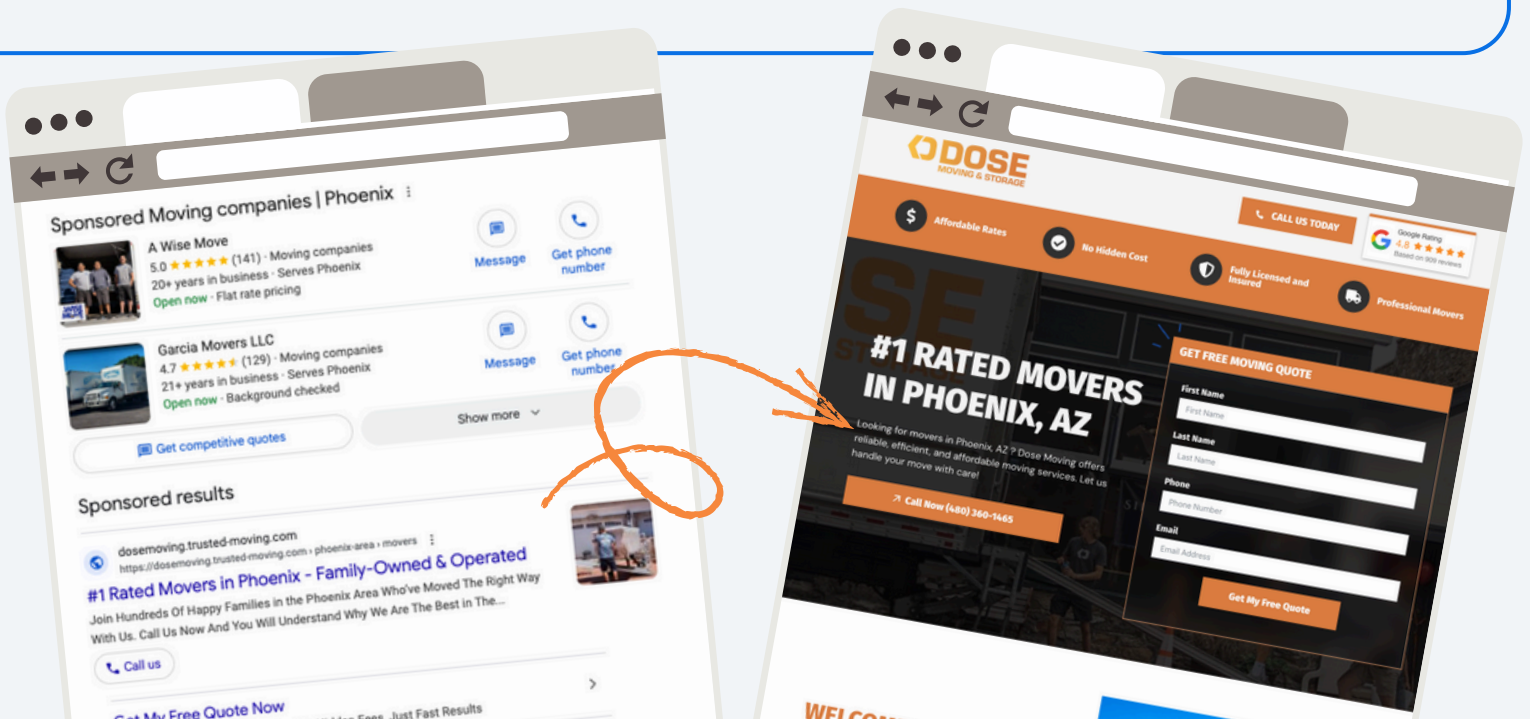 Sponsored Moving companies | Phoenix
A Wise Move
5.0 ★★★★★ (141) · Moving companies
20+ years in business · Serves Phoenix
Open now · Flat rate pricing
Message
Get phone
number
Garcia Movers LLC
4.7 ★★★★★ (129) · Moving companies
21+ years in business · Serves Phoenix
Open now · Background checked
Message
Get phone
number
Get competitive quotes
Show more
Sponsored results
dosemoving.trusted-moving.com
https://dosemoving.trusted-moving.com › phoenix-area › movers
#1 Rated Movers in Phoenix - Family-Owned & Operated
Join Hundreds Of Happy Families in the Phoenix Area Who've Moved The Right Way
With Us. Call Us Now And You Will Understand Why We Are The Best in The...
Call us
Get My Free Quote Now
Fees, Just Fast Results
DOSE
MOVING & STORAGE
CALL US TODAY
Google Rating
4.8 ★★★★★
Based on 909 reviews
Affordable Rates
No Hidden Cost
Fully Licensed and
Insured
Professional Movers
SE
#1 RATED MOVERS
IN PHOENIX, AZ
Looking for movers in Phoenix, AZ ? Dose Moving offers
reliable, efficient, and affordable moving services. Let us
handle your move with care!
Call Now (480) 360-1465
GET FREE MOVING QUOTE
First Name
First Name
Last Name
Last Name
Phone
Phone Number
Email
Email Address
Get My Free Quote